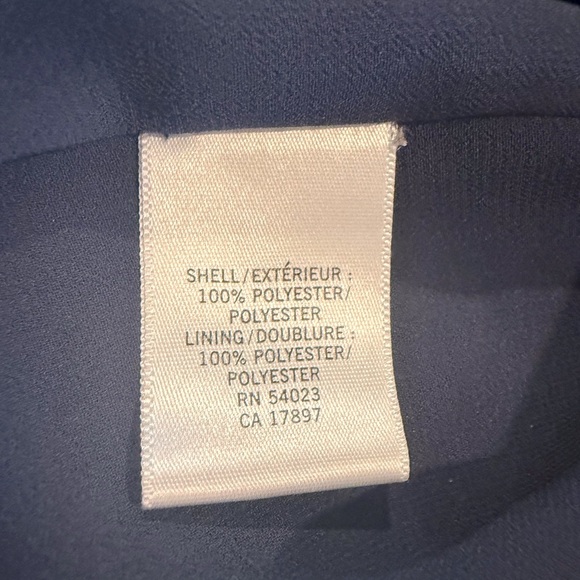 SHELL/EXTÉRIEUR :
100% POLYESTER/
POLYESTER
LINING/DOUBLURE :
100% POLYESTER/
POLYESTER
RN 54023
CA 17897